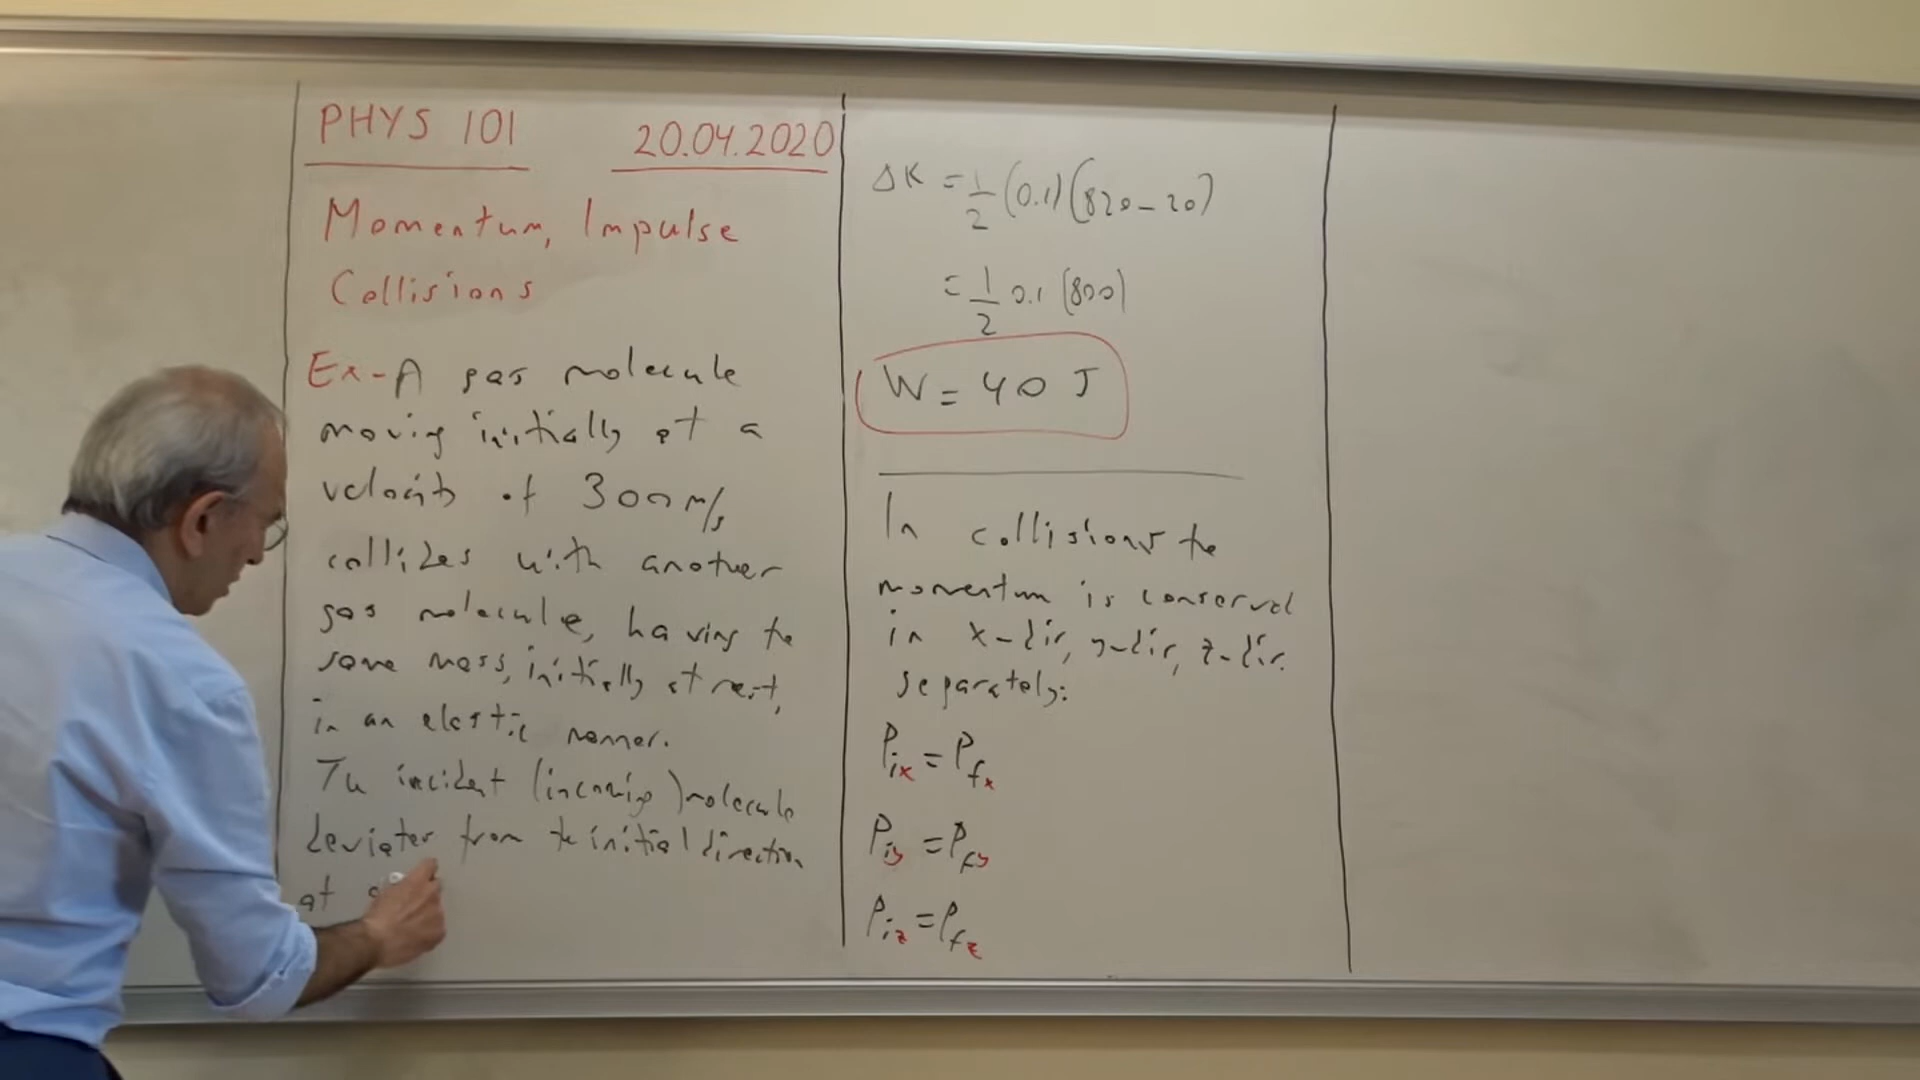 PHYS 101 20.04.2020
Momentum, Impulse
Collisions
Ex-A gas molecule
moving initially at a
velocity of 300 m/s
collides with another
gas molecule, having the
same mass, initially at rest,
in an elastic manner.
The incident (incoming) molecule
deviates from the initial direction
at
ΔK = 1/2 (0.1) (820 - 20)
= 1/2 0.1 (800)
W = 40 J
In collisions the
momentum is conserved
in x-dir, y-dir, z-dir.
separately:
Pix = Pfx
Piy = Pfy
Piz = Pfz